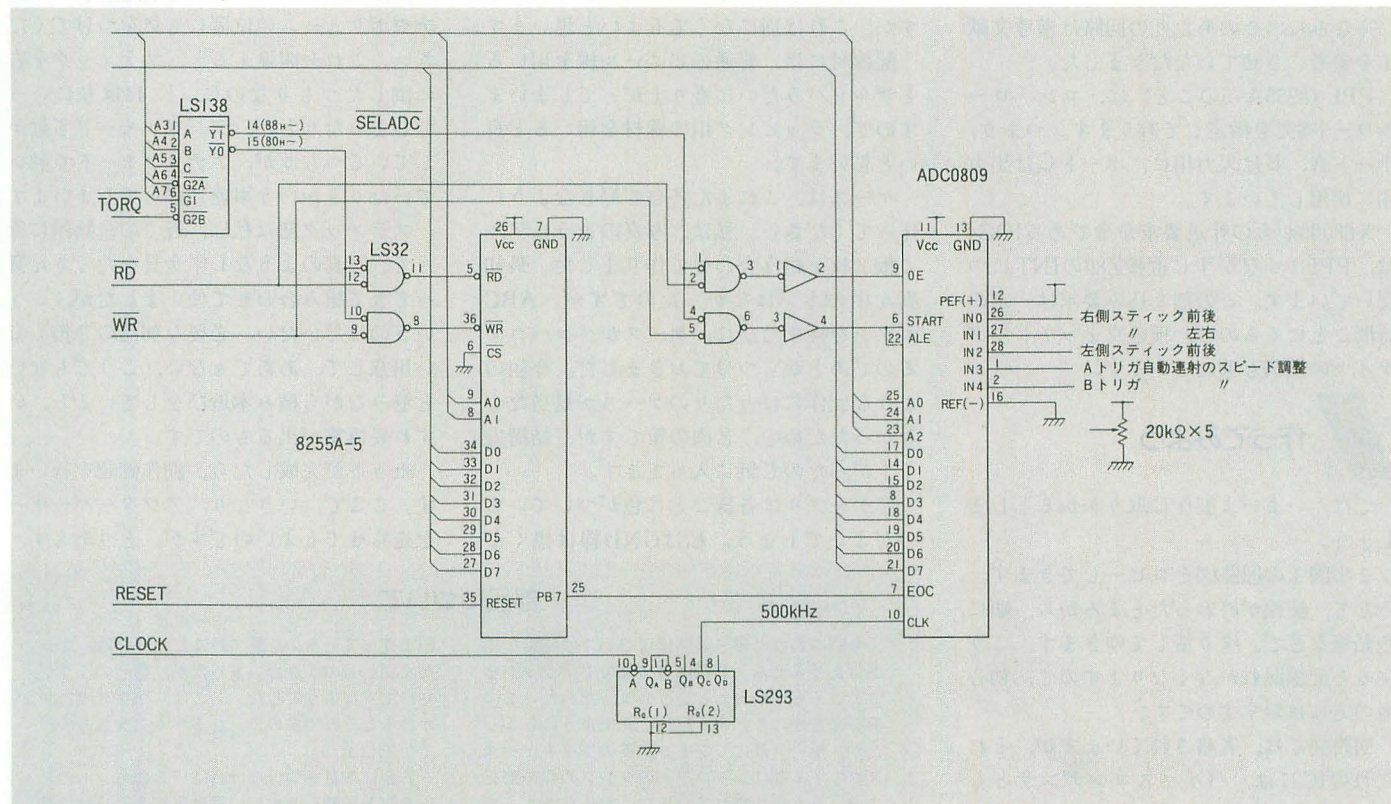 LS138
A3 1 A Y1 14(88H~)
A4 2 B Y0 15(80H~)
A5 3 C
A6 4 G2A
A7 6 G1
5 G2B
SELADC
TORQ
RD
WR
RESET
CLOCK
LS32
13
12
11
10
9
8
26 7
Vcc GND
5 RD
36 WR
6 CS
9 A0
8 A1
8255A-5
34 D0
33 D1
32 D2
31 D3
30 D4
29 D5
28 D6
27 D7
35 RESET
PB7 25
1
2
3
1 2
4
5
6
3 4
ADC0809
11 13
Vcc GND
9 OE
6 START
22 ALE
PEF(+) 12
IN0 26 右側スティック前後
IN1 27 〃 左右
IN2 28 左側スティック前後
IN3 1 Aトリガ自動連射のスピード調整
IN4 2 Bトリガ 〃
REF(-) 16
20kΩ×5
25 A0
24 A1
23 A2
17 D0
14 D1
15 D2
8 D3
18 D4
19 D5
20 D6
21 D7
7 EOC
10 CLK
500kHz
10 9 11 5 4 8
A QA B QB QC QD
LS293
R0(1) R0(2)
12 13